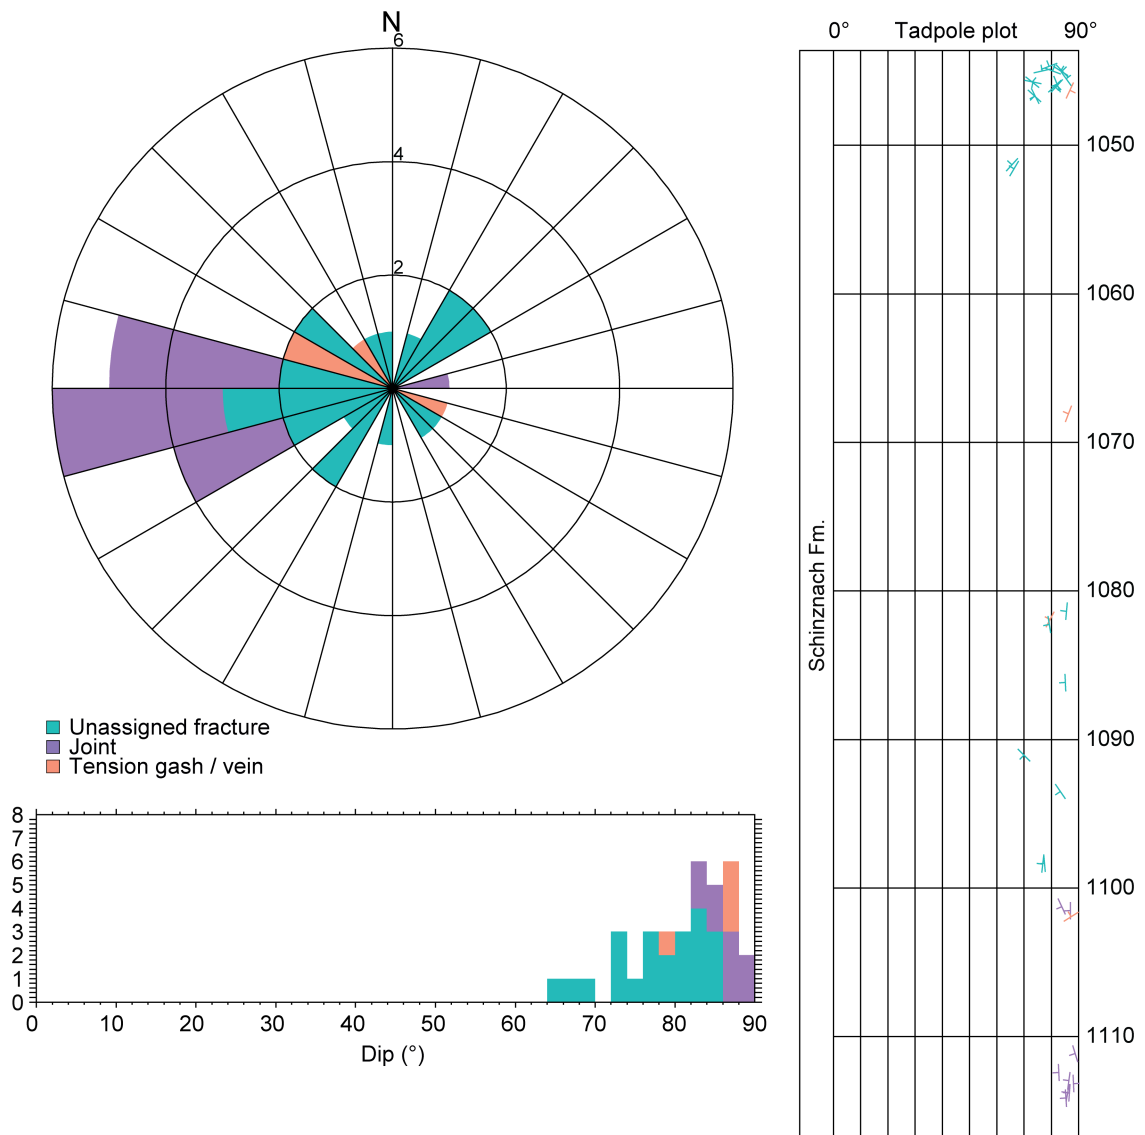 N
6
4
2
Unassigned fracture
Joint
Tension gash / vein
8
7
6
5
4
3
2
1
0
0 10 20 30 40 50 60 70 80 90
Dip (°)
0° Tadpole plot 90°
Schinznach Fm.
1050
1060
1070
1080
1090
1100
1110